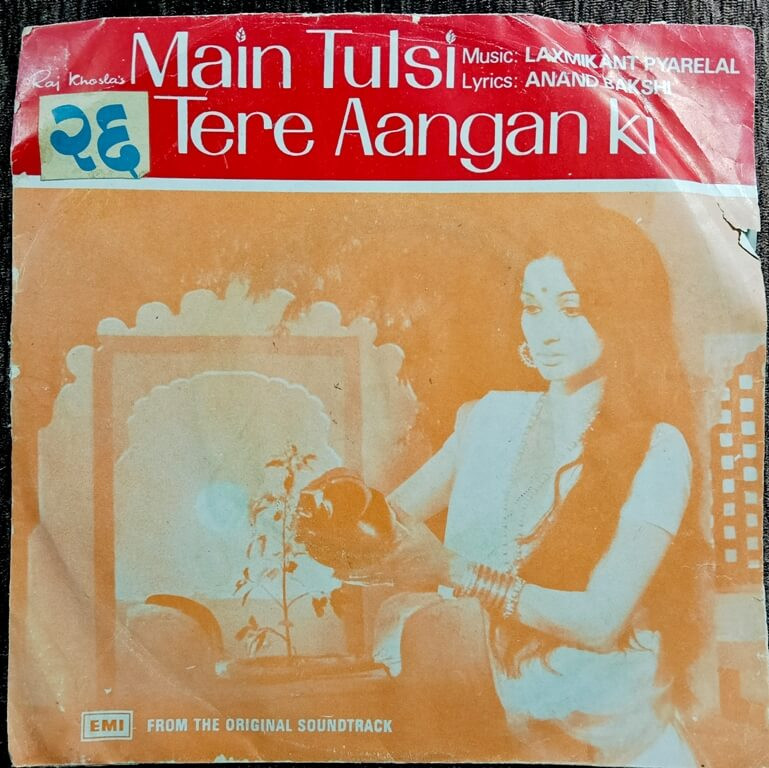 Raj Khosla's Main Tulsi Tere Aangan Ki
Music: LAXMIKANT PYARELAL
Lyrics: ANAND BAKSHI
२६
EMI FROM THE ORIGINAL SOUNDTRACK